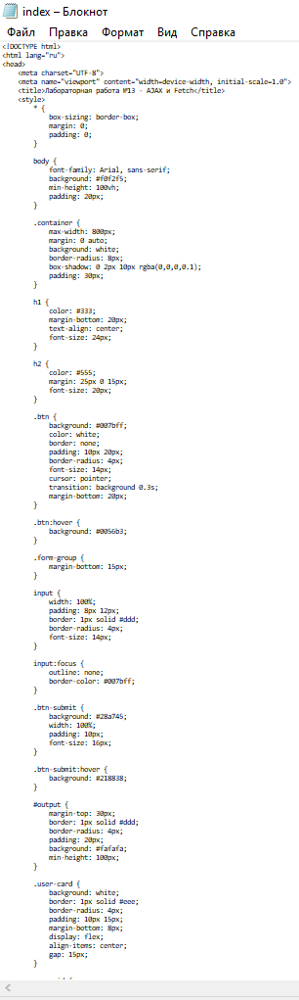 index – Блокнот
Файл Правка Формат Вид Справка
<!DOCTYPE html>
<html lang="ru">
<head>
    <meta charset="UTF-8">
    <meta name="viewport" content="width=device-width, initial-scale=1.0">
    <title>Лабораторная работа №13 - AJAX и Fetch</title>
    <style>
        * {
            box-sizing: border-box;
            margin: 0;
            padding: 0;
        }

        body {
            font-family: Arial, sans-serif;
            background: #f0f2f5;
            min-height: 100vh;
            padding: 20px;
        }

        .container {
            max-width: 800px;
            margin: 0 auto;
            background: white;
            border-radius: 8px;
            box-shadow: 0 2px 10px rgba(0,0,0,0.1);
            padding: 30px;
        }

        h1 {
            color: #333;
            margin-bottom: 20px;
            text-align: center;
            font-size: 24px;
        }

        h2 {
            color: #555;
            margin: 25px 0 15px;
            font-size: 20px;
        }

        .btn {
            background: #007bff;
            color: white;
            border: none;
            padding: 10px 20px;
            border-radius: 4px;
            font-size: 14px;
            cursor: pointer;
            transition: background 0.3s;
            margin-bottom: 20px;
        }

        .btn:hover {
            background: #0056b3;
        }

        .form-group {
            margin-bottom: 15px;
        }

        input {
            width: 100%;
            padding: 8px 12px;
            border: 1px solid #ddd;
            border-radius: 4px;
            font-size: 14px;
        }

        input:focus {
            outline: none;
            border-color: #007bff;
        }

        .btn-submit {
            background: #28a745;
            width: 100%;
            padding: 10px;
            font-size: 16px;
        }

        .btn-submit:hover {
            background: #218838;
        }

        #output {
            margin-top: 30px;
            border: 1px solid #ddd;
            border-radius: 4px;
            padding: 20px;
            background: #fafafa;
            min-height: 100px;
        }

        .user-card {
            background: white;
            border: 1px solid #eee;
            border-radius: 4px;
            padding: 10px 15px;
            margin-bottom: 8px;
            display: flex;
            align-items: center;
            gap: 15px;
        }